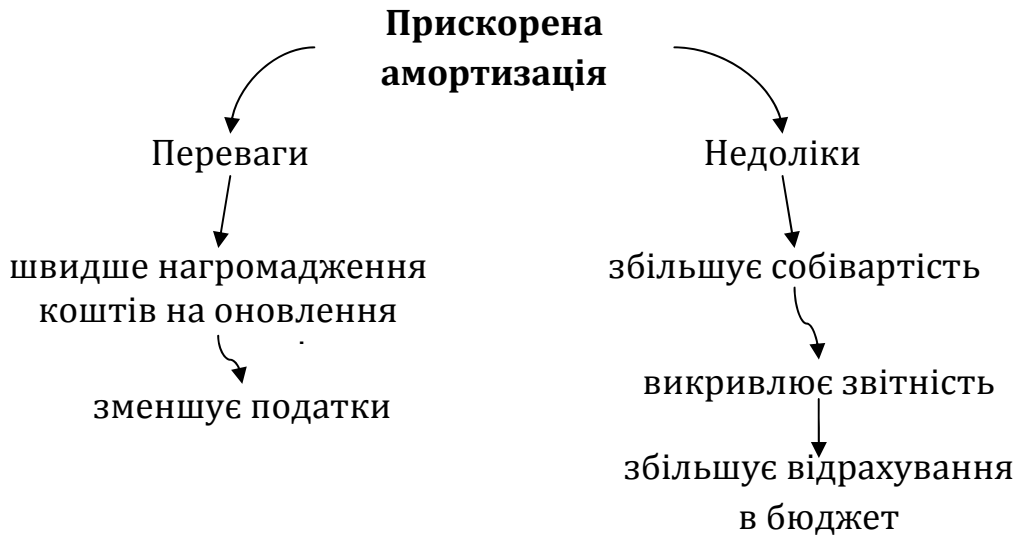 Прискорена
амортизація
Переваги
Недоліки
швидше нагромадження
коштів на оновлення
збільшує собівартість
зменшує податки
викривлює звітність
збільшує відрахування
в бюджет